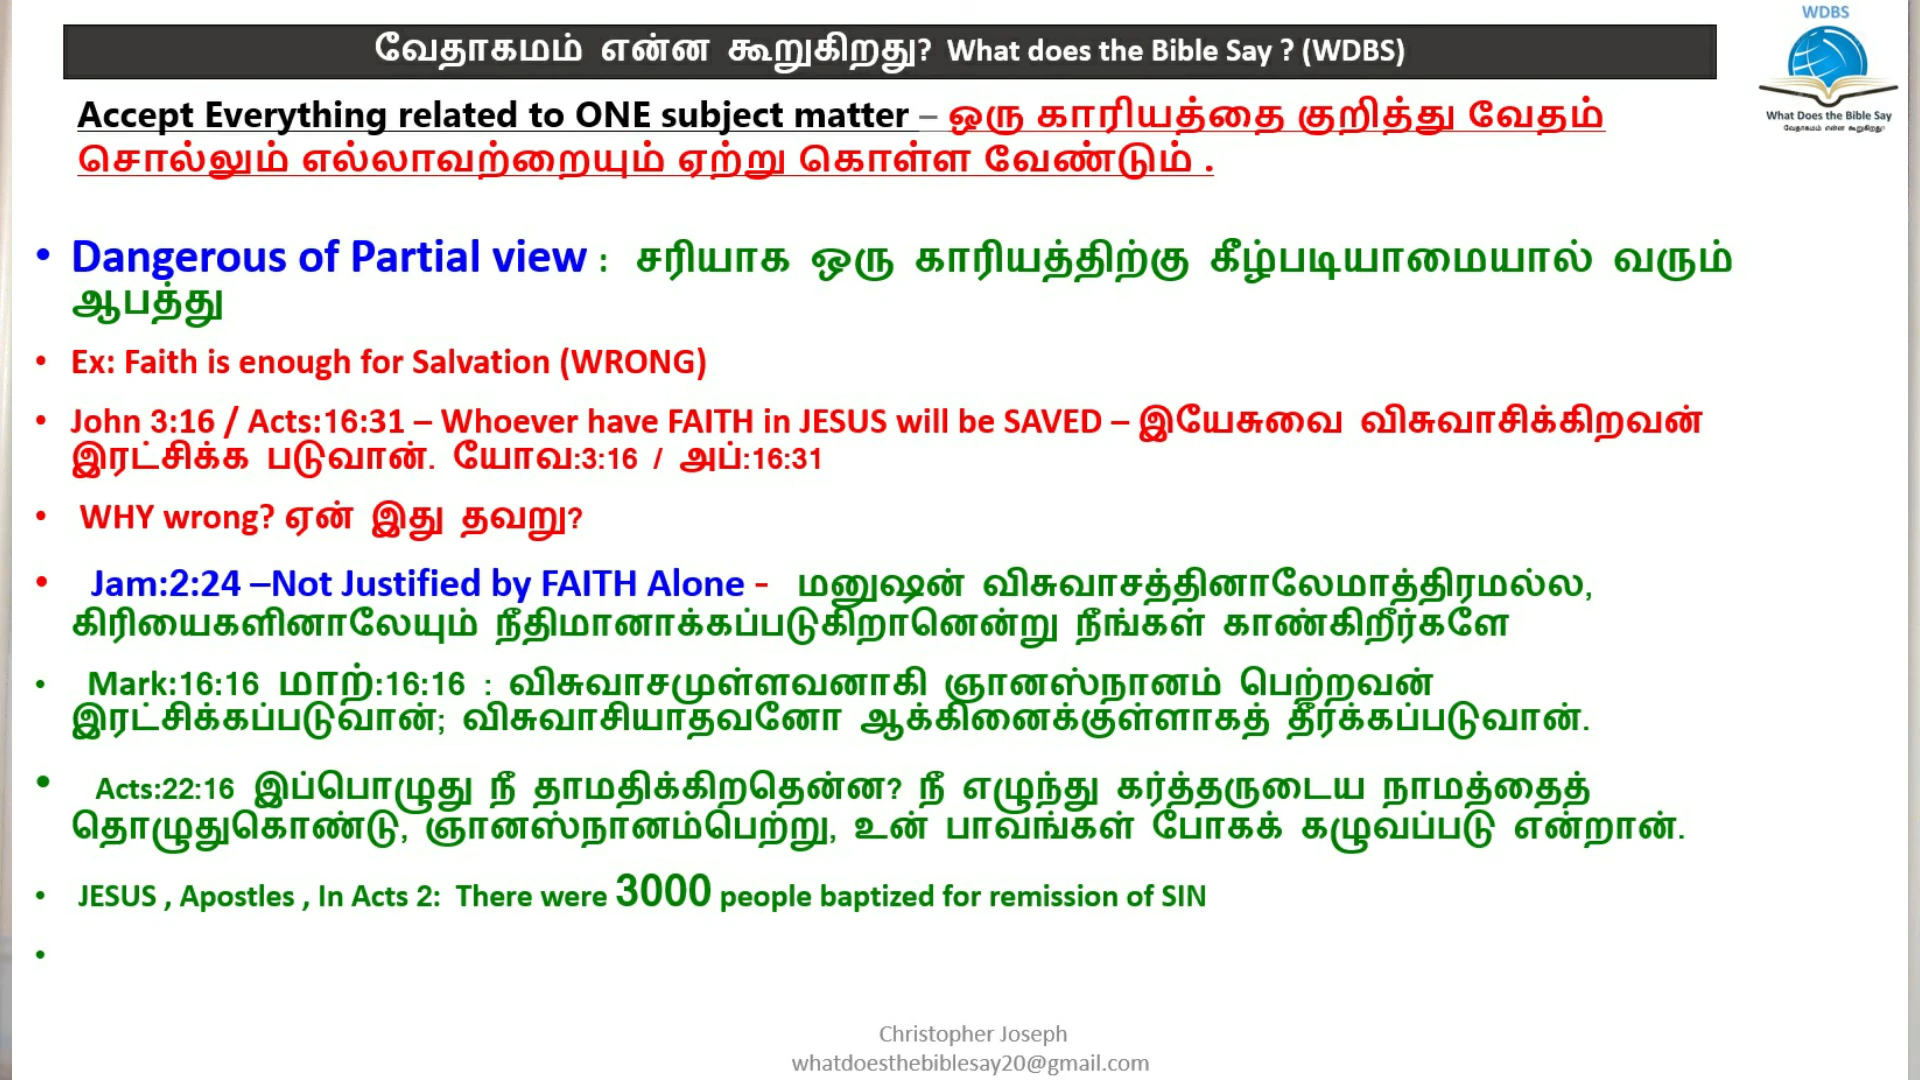 WDBS
வேதாகமம் என்ன கூறுகிறது? What does the Bible Say ? (WDBS)
What Does the Bible Say
வேதாகமம் என்ன கூறுகிறது?
Accept Everything related to ONE subject matter – ஒரு காரியத்தை குறித்து வேதம்
சொல்லும் எல்லாவற்றையும் ஏற்று கொள்ள வேண்டும் .
• Dangerous of Partial view : சரியாக ஒரு காரியத்திற்கு கீழ்படியாமையால் வரும்
ஆபத்து
• Ex: Faith is enough for Salvation (WRONG)
• John 3:16 / Acts:16:31 – Whoever have FAITH in JESUS will be SAVED – இயேசுவை விசுவாசிக்கிறவன்
இரட்சிக்க படுவான். யோவ:3:16 / அப்:16:31
• WHY wrong? ஏன் இது தவறு?
• Jam:2:24 –Not Justified by FAITH Alone - மனுஷன் விசுவாசத்தினாலேமாத்திரமல்ல,
கிரியைகளினாலேயும் நீதிமானாக்கப்படுகிறானென்று நீங்கள் காண்கிறீர்களே
• Mark:16:16 மாற்:16:16 : விசுவாசமுள்ளவனாகி ஞானஸ்நானம் பெற்றவன்
இரட்சிக்கப்படுவான்; விசுவாசியாதவனோ ஆக்கினைக்குள்ளாகத் தீர்க்கப்படுவான்.
• Acts:22:16 இப்பொழுது நீ தாமதிக்கிறதென்ன? நீ எழுந்து கர்த்தருடைய நாமத்தைத்
தொழுதுகொண்டு, ஞானஸ்நானம்பெற்று, உன் பாவங்கள் போகக் கழுவப்படு என்றான்.
• JESUS , Apostles , In Acts 2: There were 3000 people baptized for remission of SIN
•
Christopher Joseph
whatdoesthebiblesay20@gmail.com